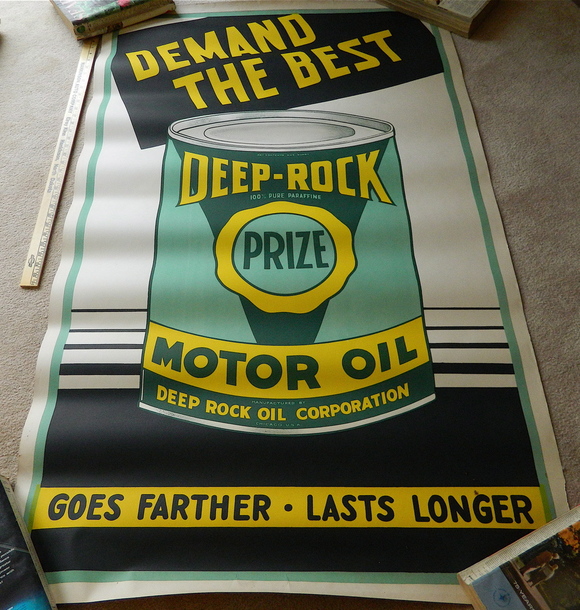 DEMAND
THE BEST
DEEP-ROCK
100% PURE PARAFFINE
PRIZE
MOTOR OIL
MANUFACTURED BY
DEEP ROCK OIL CORPORATION
CHICAGO, U.S.A.
GOES FARTHER • LASTS LONGER